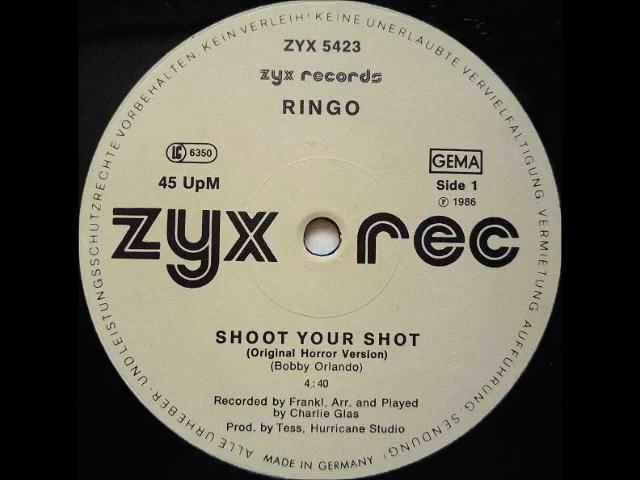 ZYX 5423
zyx records
RINGO
LC 6350
GEMA
45 UpM
Side 1
℗ 1986
zyx rec
SHOOT YOUR SHOT
(Original Horror Version)
(Bobby Orlando)
4:40
Recorded by Frankl, Arr. and Played
by Charlie Glas
Prod. by Tess, Hurricane Studio
ALLE URHEBER- UND LEISTUNGSSCHUTZRECHTE VORBEHALTEN KEIN VERLEIH! KEINE UNERLAUBTE VERVIELFÄLTIGUNG, VERMIETUNG, AUFFÜHRUNG, SENDUNG!
MADE IN GERMANY